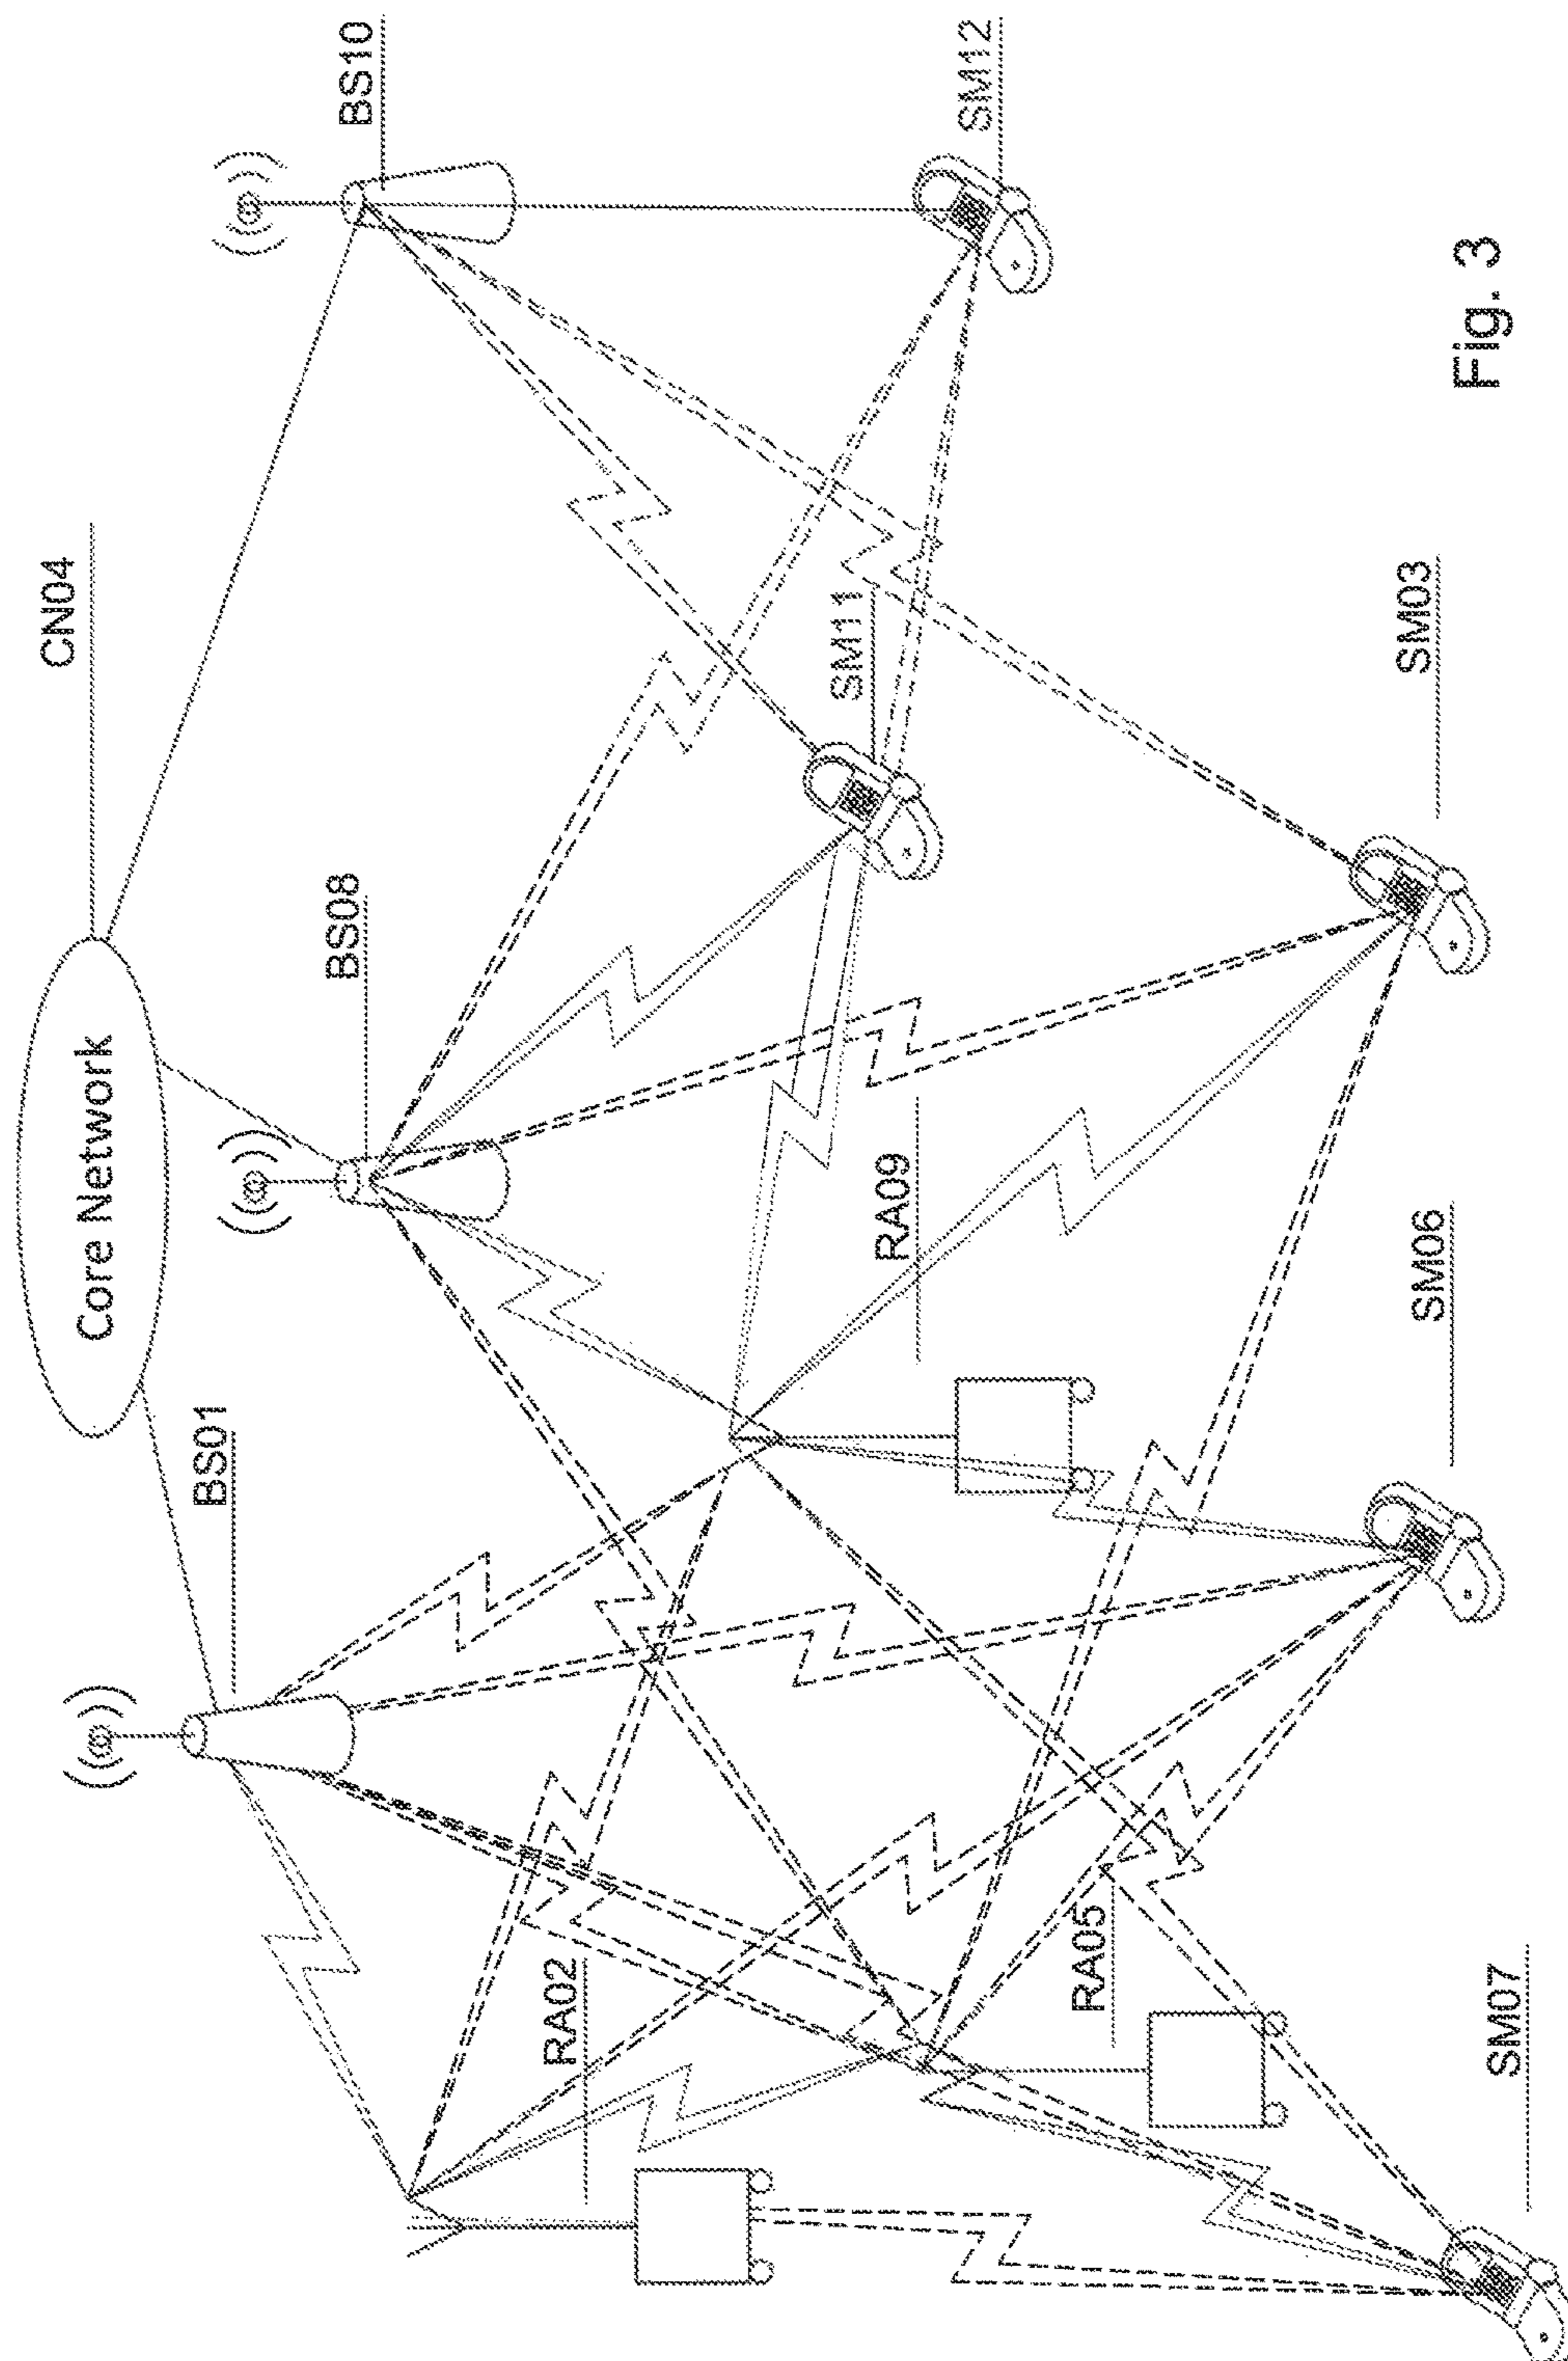 CN04
Core Network
BS01
BS08
BS10
RA02
RA09
SM11
SM12
RA05
SM07
SM06
SM03
Fig. 3